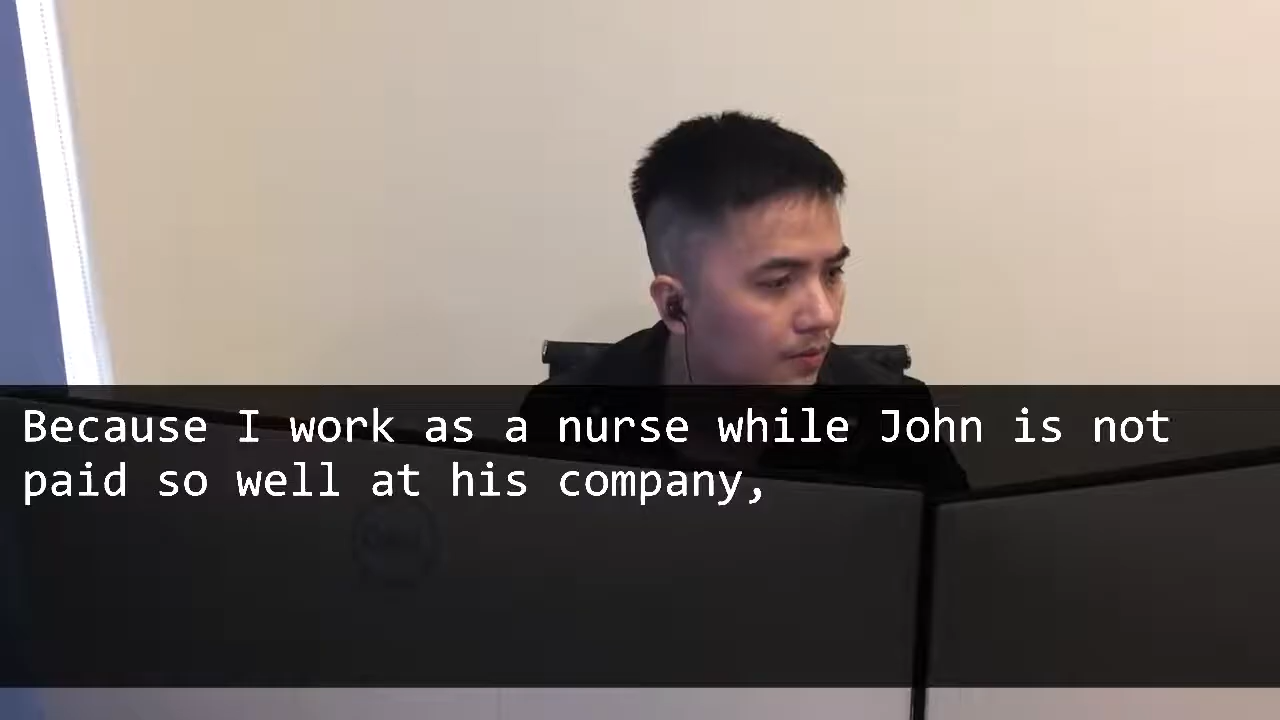 Because I work as a nurse while John is not
paid so well at his company,